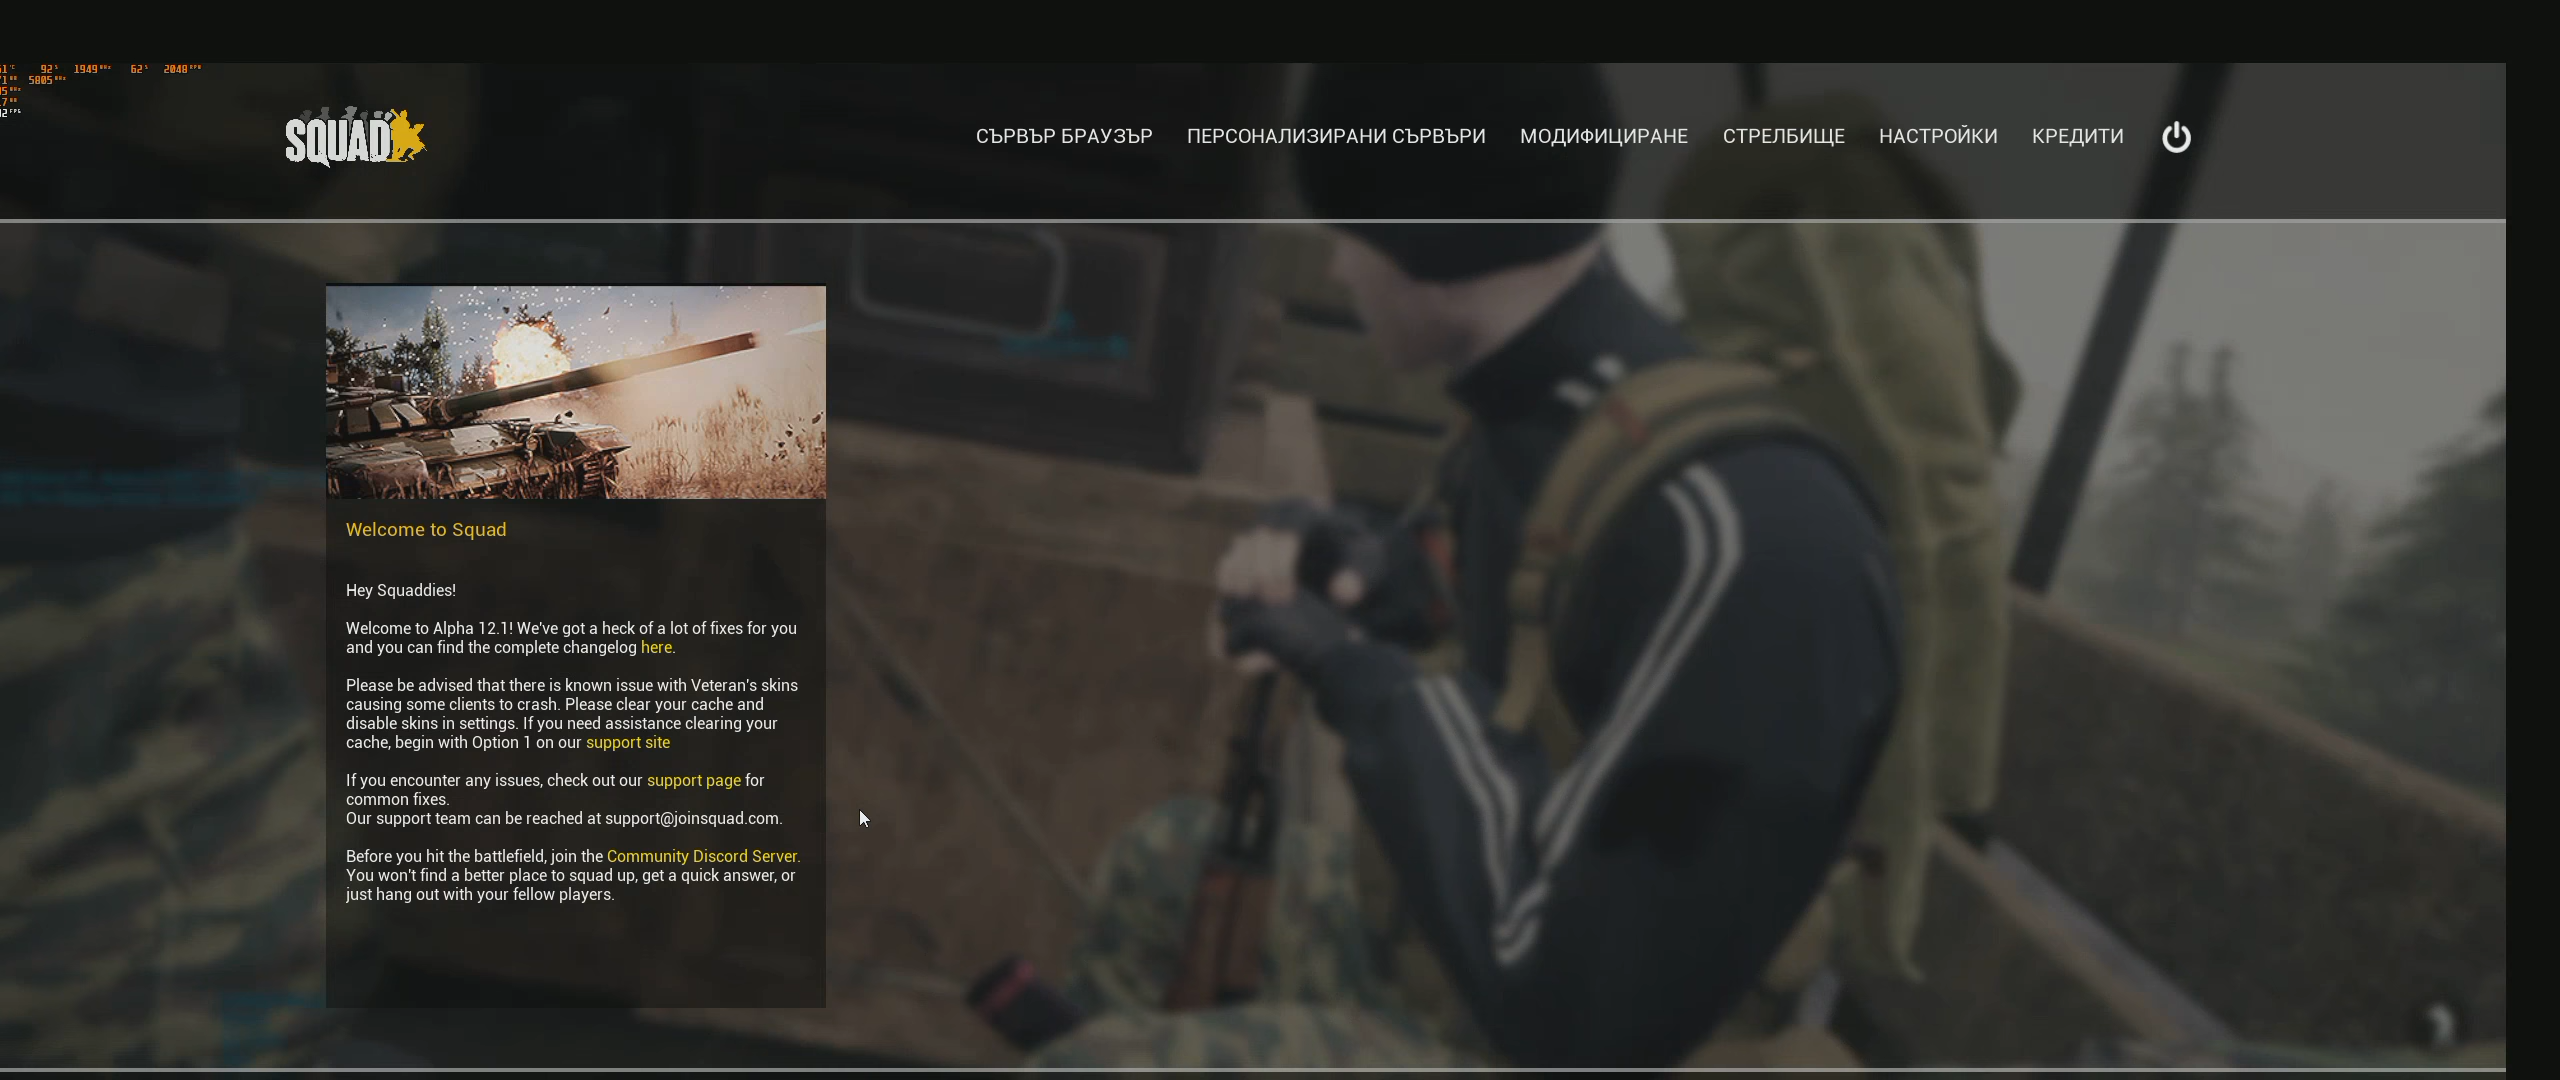 92 1949 62 2048
5805
SQUAD
СЪРВЪР БРАУЗЪР ПЕРСОНАЛИЗИРАНИ СЪРВЪРИ МОДИФИЦИРАНЕ СТРЕЛБИЩЕ НАСТРОЙКИ КРЕДИТИ
Welcome to Squad
Hey Squaddies!
Welcome to Alpha 12.1! We've got a heck of a lot of fixes for you
and you can find the complete changelog here.
Please be advised that there is known issue with Veteran's skins
causing some clients to crash. Please clear your cache and
disable skins in settings. If you need assistance clearing your
cache, begin with Option 1 on our support site
If you encounter any issues, check out our support page for
common fixes.
Our support team can be reached at support@joinsquad.com.
Before you hit the battlefield, join the Community Discord Server.
You won't find a better place to squad up, get a quick answer, or
just hang out with your fellow players.